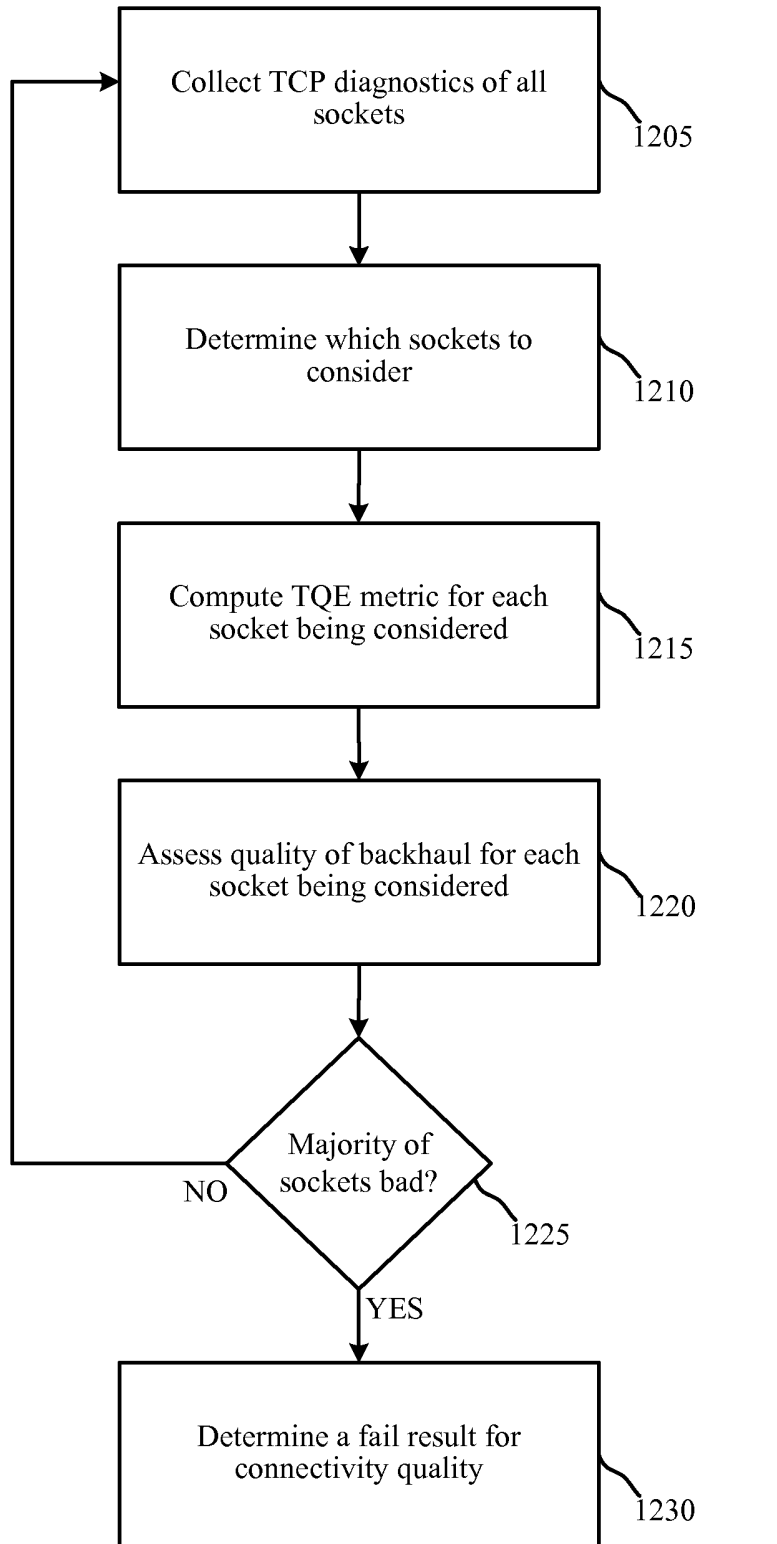 Collect TCP diagnostics of all
sockets
1205
Determine which sockets to
consider
1210
Compute TQE metric for each
socket being considered
1215
Assess quality of backhaul for each
socket being considered
1220
Majority of
sockets bad?
NO
1225
YES
Determine a fail result for
connectivity quality
1230